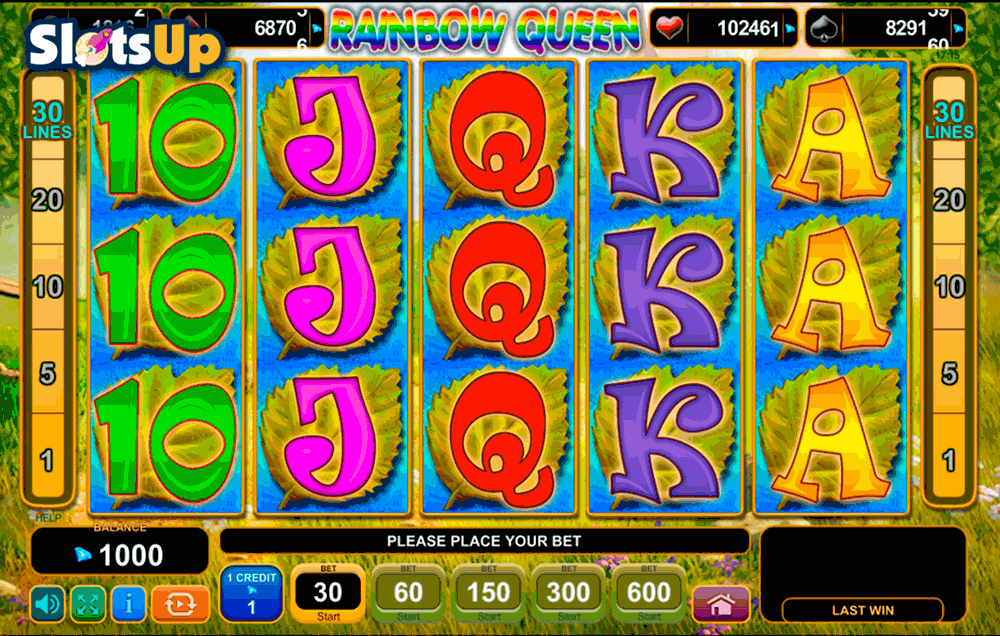 SlotsUp
6870
RAINBOW QUEEN
102461
8291
30 LINES
20
10
5
1
10 J Q K A
10 J Q K A
10 J Q K A
30 LINES
20
10
5
1
HELP
BALANCE
1000
PLEASE PLACE YOUR BET
1 CREDIT
1
BET
30
Start
BET
60
Start
BET
150
Start
BET
300
Start
BET
600
Start
LAST WIN